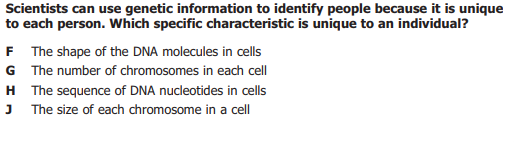 Scientists can use genetic information to identify people because it is unique
to each person. Which specific characteristic is unique to an individual?
F The shape of the DNA molecules in cells
G The number of chromosomes in each cell
H The sequence of DNA nucleotides in cells
J The size of each chromosome in a cell